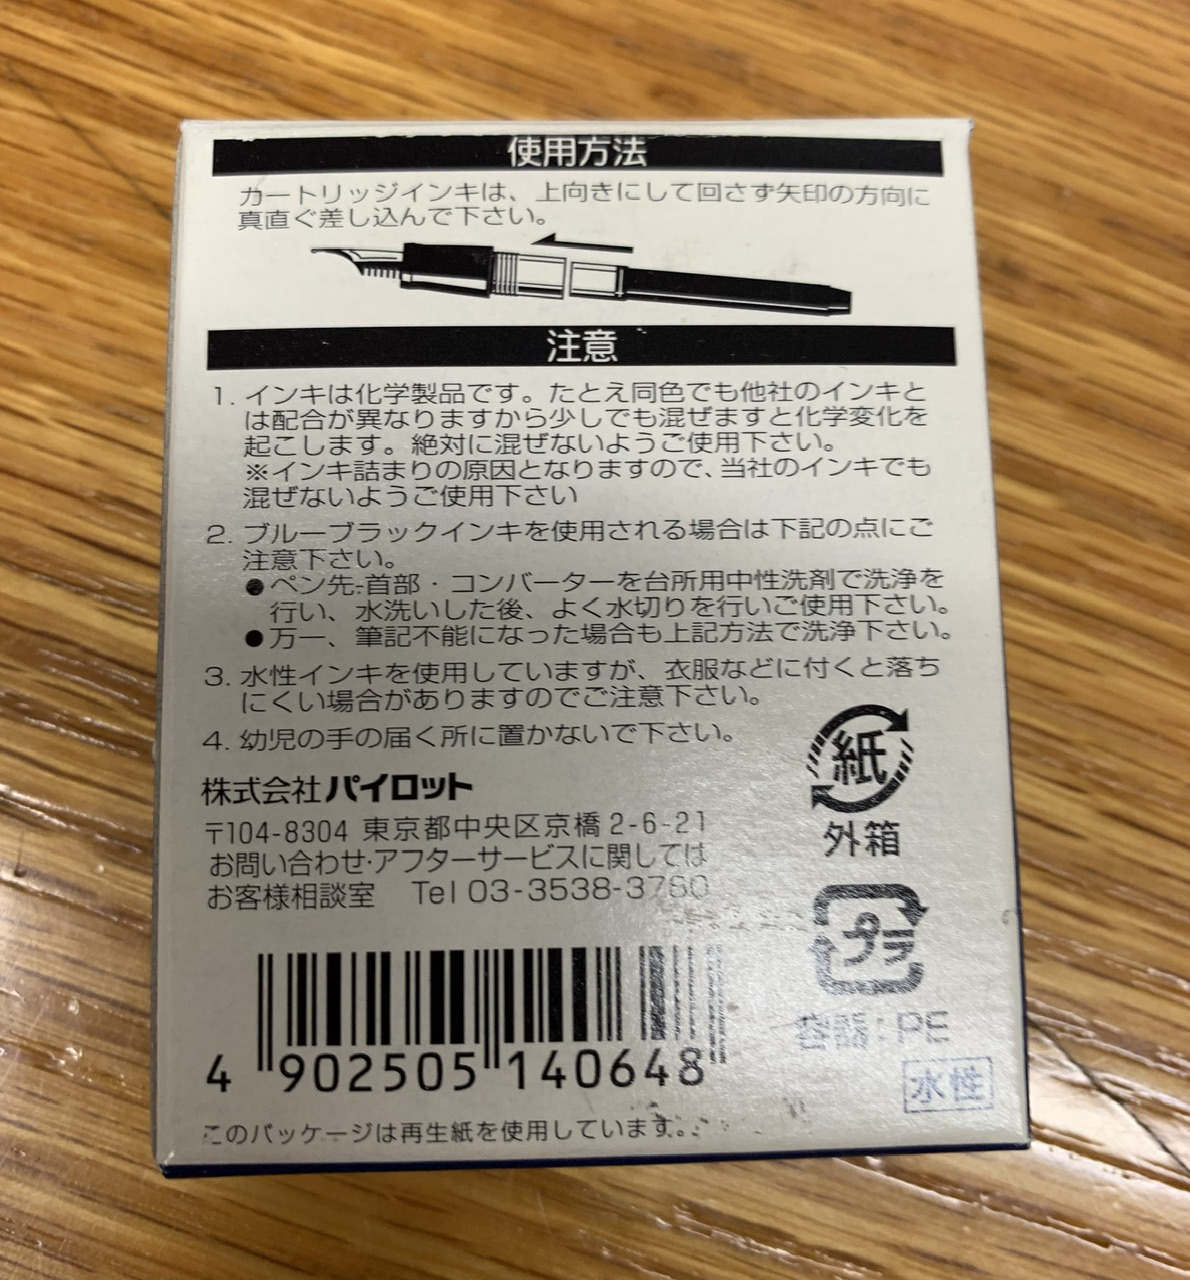 使用方法
カートリッジインキは、上向きにして回さず矢印の方向に
真直ぐ差し込んで下さい。
注意
1. インキは化学製品です。たとえ同色でも他社のインキと
は配合が異なりますから少しでも混ぜますと化学変化を
起こします。絶対に混ぜないようご使用下さい。
※インキ詰まりの原因となりますので、当社のインキでも
混ぜないようご使用下さい
2. ブルーブラックインキを使用される場合は下記の点にご
注意下さい。
●ペン先・首部・コンバーターを台所用中性洗剤で洗浄を
行い、水洗いした後、よく水切りを行いご使用下さい。
●万一、筆記不能になった場合も上記方法で洗浄下さい。
3. 水性インキを使用していますが、衣服などに付くと落ち
にくい場合がありますのでご注意下さい。
4. 幼児の手の届く所に置かないで下さい。
株式会社パイロット
〒104-8304 東京都中央区京橋 2-6-21
お問い合わせ・アフターサービスに関しては
お客様相談室 Tel 03-3538-3780
紙
外箱
プラ
容器:PE
水性
4 902505 140648
このパッケージは再生紙を使用しています。